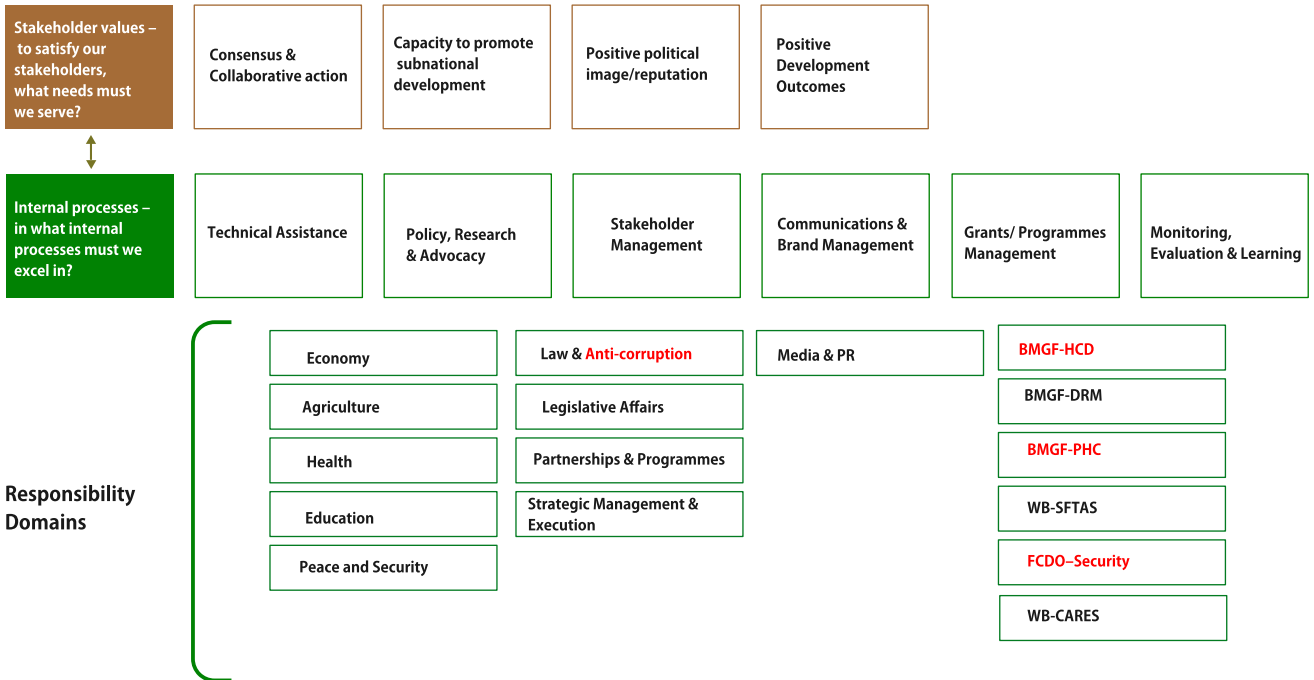 Stakeholder values –
to satisfy our
stakeholders,
what needs must
we serve?
Consensus &
Collaborative action
Capacity to promote
subnational
development
Positive political
image/reputation
Positive
Development
Outcomes
Internal processes –
in what internal
processes must we
excel in?
Technical Assistance
Policy, Research
& Advocacy
Stakeholder
Management
Communications &
Brand Management
Grants/ Programmes
Management
Monitoring,
Evaluation & Learning
Responsibility
Domains
Economy
Agriculture
Health
Education
Peace and Security
Law & Anti-corruption
Legislative Affairs
Partnerships & Programmes
Strategic Management &
Execution
Media & PR
BMGF-HCD
BMGF-DRM
BMGF-PHC
WB-SFTAS
FCDO–Security
WB-CARES